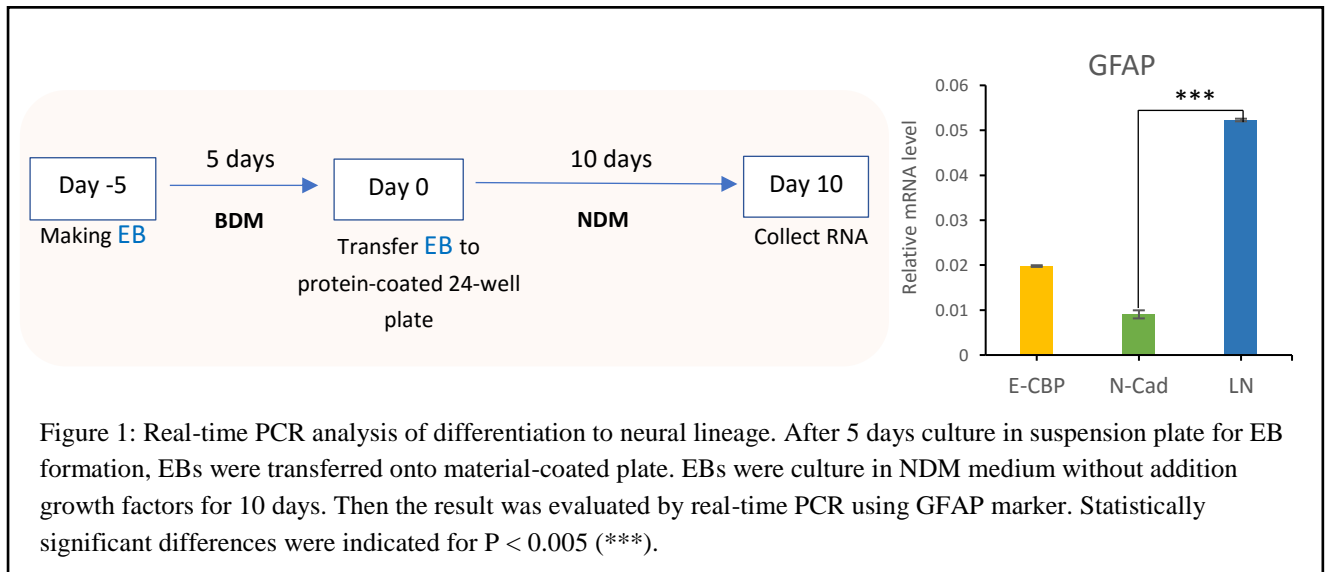 5 days
10 days
Day -5
Day 0
Day 10
BDM
NDM
Making EB
Transfer EB to
protein-coated 24-well
plate
Collect RNA
GFAP
***
Relative mRNA level
0.06
0.05
0.04
0.03
0.02
0.01
0
E-CBP
N-Cad
LN
Figure 1: Real-time PCR analysis of differentiation to neural lineage. After 5 days culture in suspension plate for EB
formation, EBs were transferred onto material-coated plate. EBs were culture in NDM medium without addition
growth factors for 10 days. Then the result was evaluated by real-time PCR using GFAP marker. Statistically
significant differences were indicated for P < 0.005 (***).